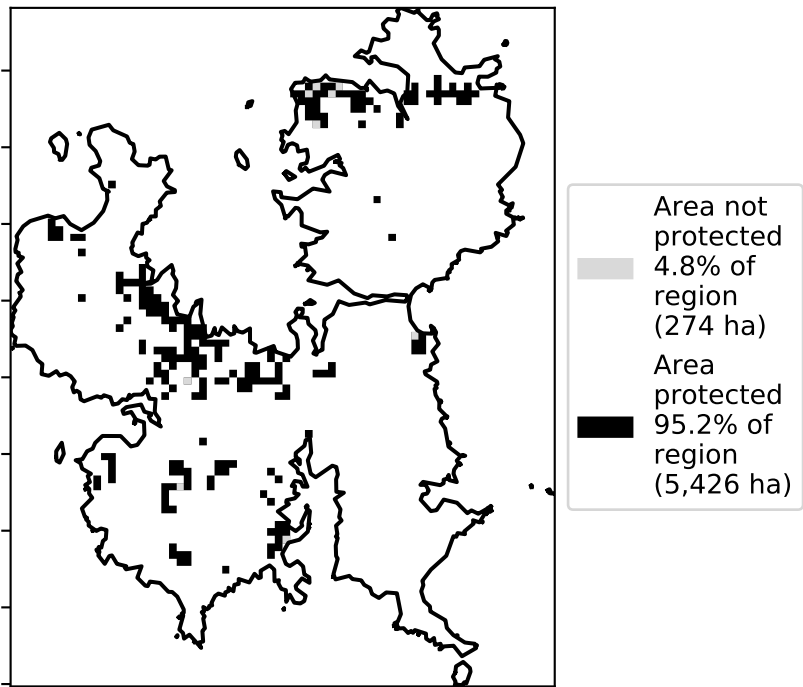 Area not
protected
4.8% of
region
(274 ha)
Area
protected
95.2% of
region
(5,426 ha)